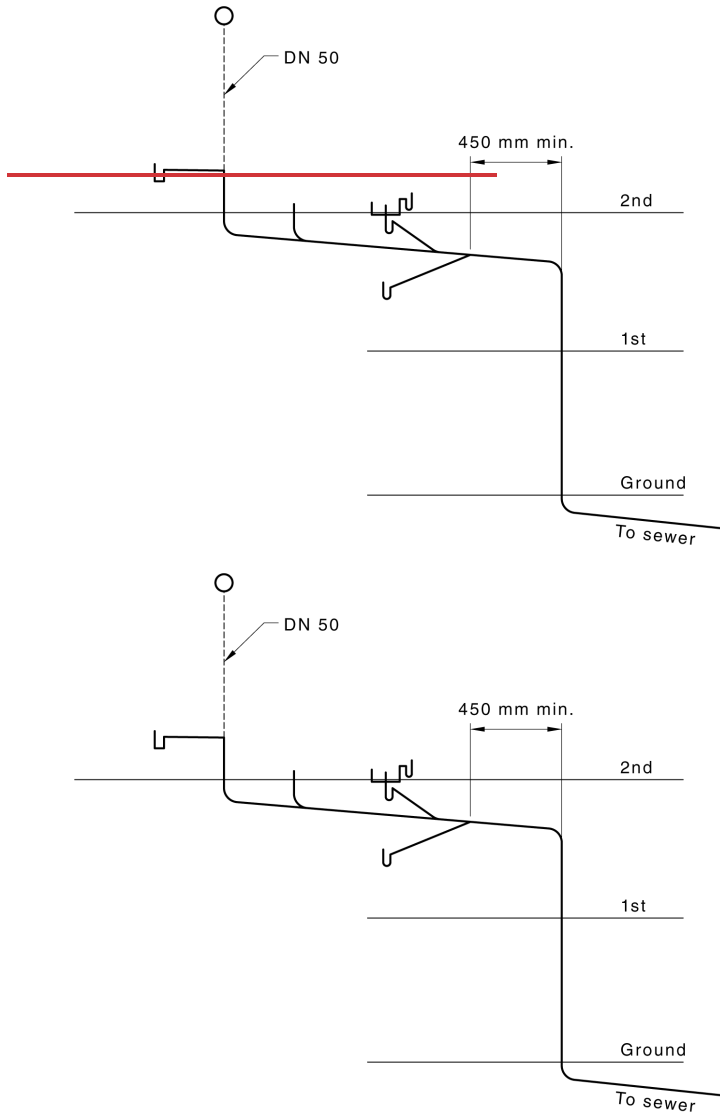 DN 50
450 mm min.
2nd
1st
Ground
To sewer
DN 50
450 mm min.
2nd
1st
Ground
To sewer